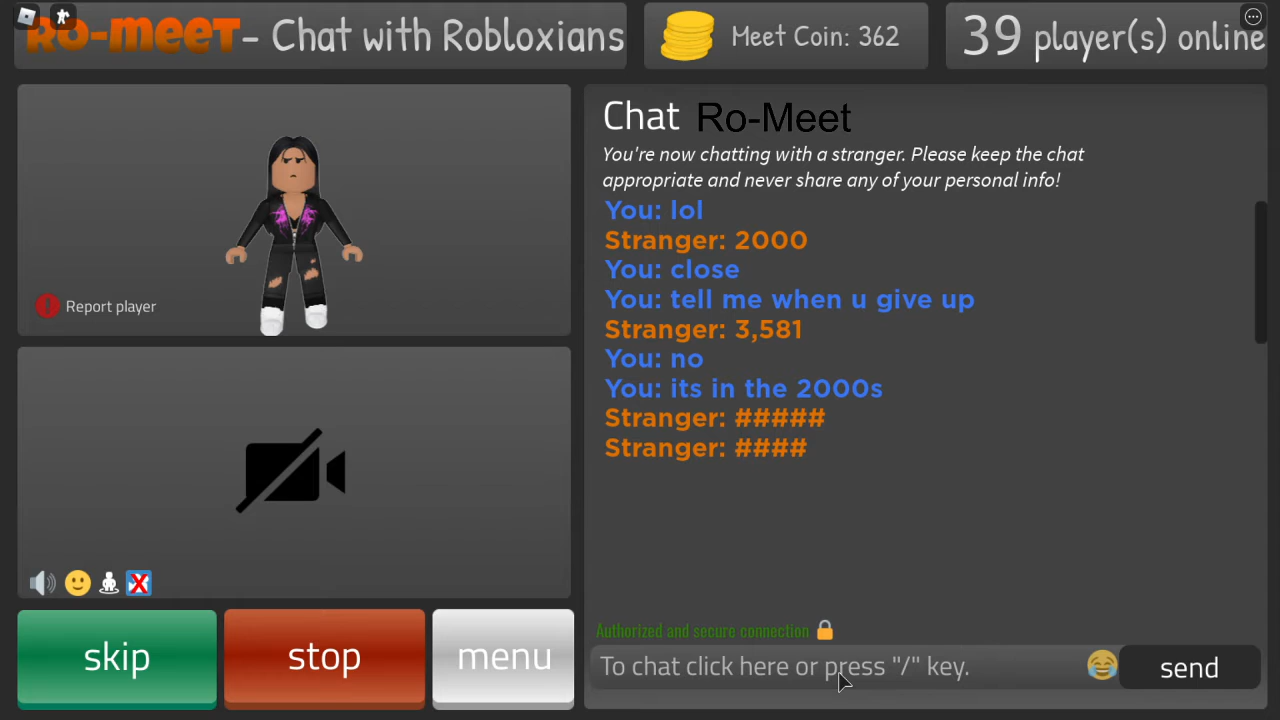 RO-meeT - Chat with Robloxians
Meet Coin: 362
39 player(s) online
Report player
skip
stop
menu
Chat Ro-Meet
You're now chatting with a stranger. Please keep the chat
appropriate and never share any of your personal info!
You: lol
Stranger: 2000
You: close
You: tell me when u give up
Stranger: 3,581
You: no
You: its in the 2000s
Stranger: #####
Stranger: ####
Authorized and secure connection
To chat click here or press "/" key.
send